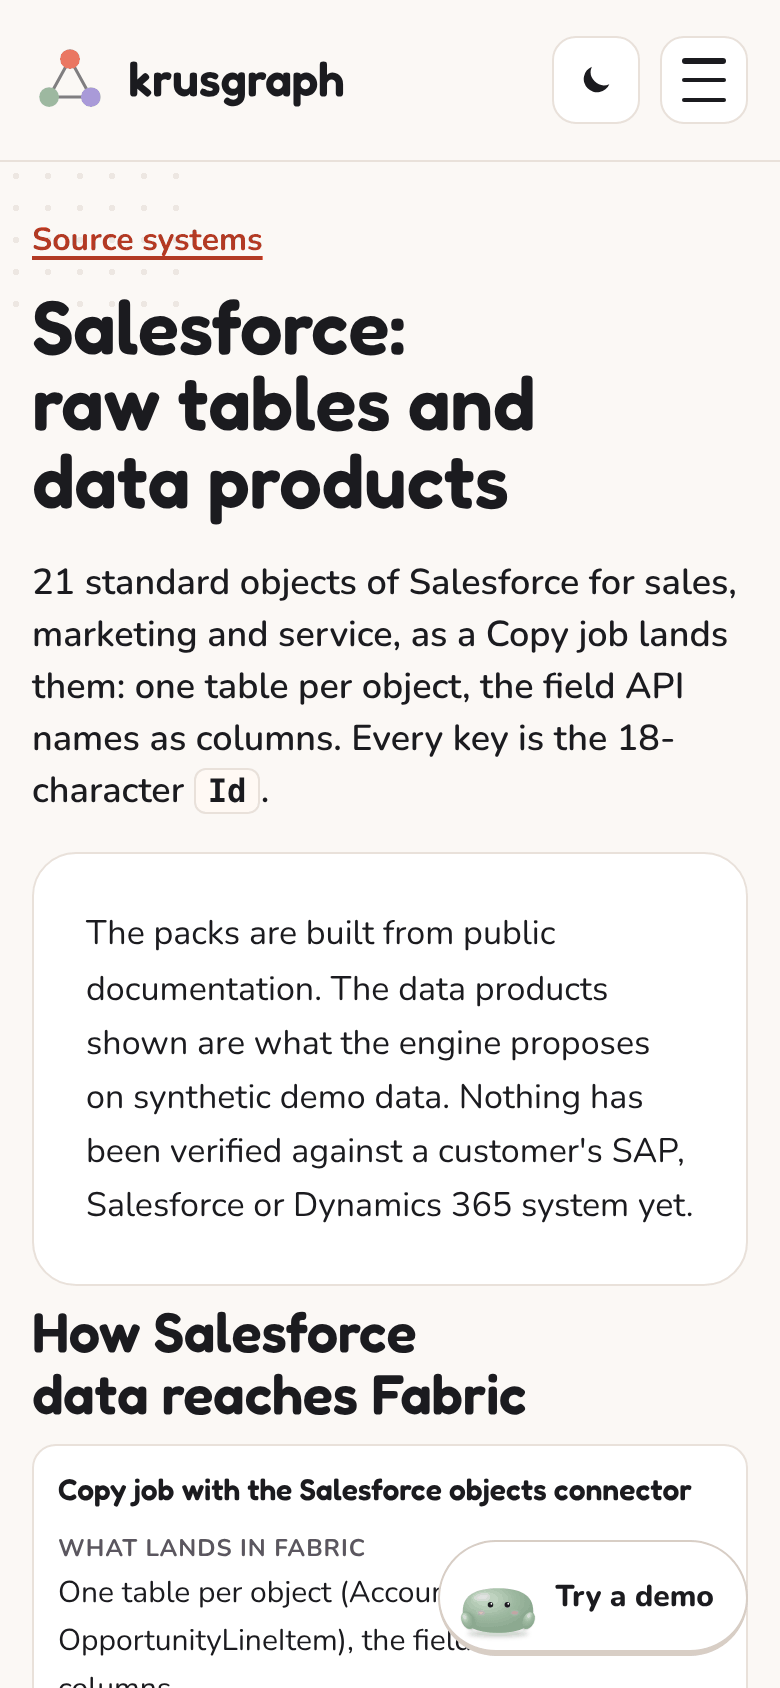 krusgraph
Source systems
Salesforce:
raw tables and
data products
21 standard objects of Salesforce for sales,
marketing and service, as a Copy job lands
them: one table per object, the field API
names as columns. Every key is the 18-
character Id.
The packs are built from public
documentation. The data products
shown are what the engine proposes
on synthetic demo data. Nothing has
been verified against a customer's SAP,
Salesforce or Dynamics 365 system yet.
How Salesforce
data reaches Fabric
Copy job with the Salesforce objects connector
WHAT LANDS IN FABRIC
One table per object
OpportunityLineItem), the field
columns
Try a demo